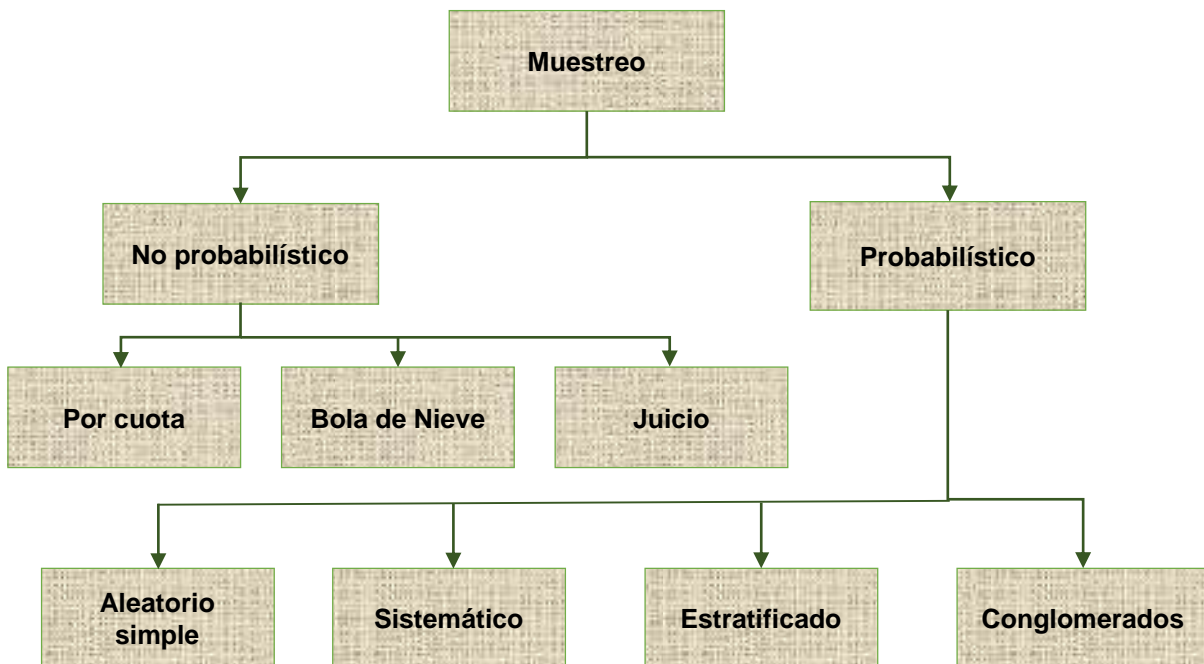 Muestreo
No probabilístico
Probabilístico
Por cuota
Bola de Nieve
Juicio
Aleatorio
simple
Sistemático
Estratificado
Conglomerados